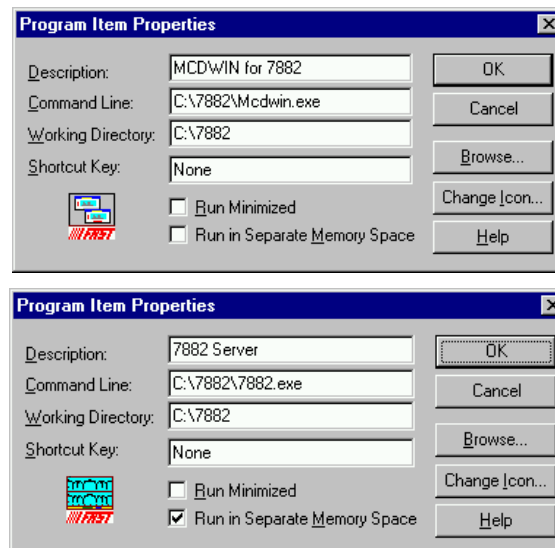 Program Item Properties
Description: MCDWIN for 7882 OK
Command Line: C:\7882\Mcdwin.exe Cancel
Working Directory: C:\7882
Shortcut Key: None Browse...
Run Minimized Change Icon...
Run in Separate Memory Space Help
FAST
Program Item Properties
Description: 7882 Server OK
Command Line: C:\7882\7882.exe Cancel
Working Directory: C:\7882
Shortcut Key: None Browse...
Run Minimized Change Icon...
Run in Separate Memory Space Help
FAST